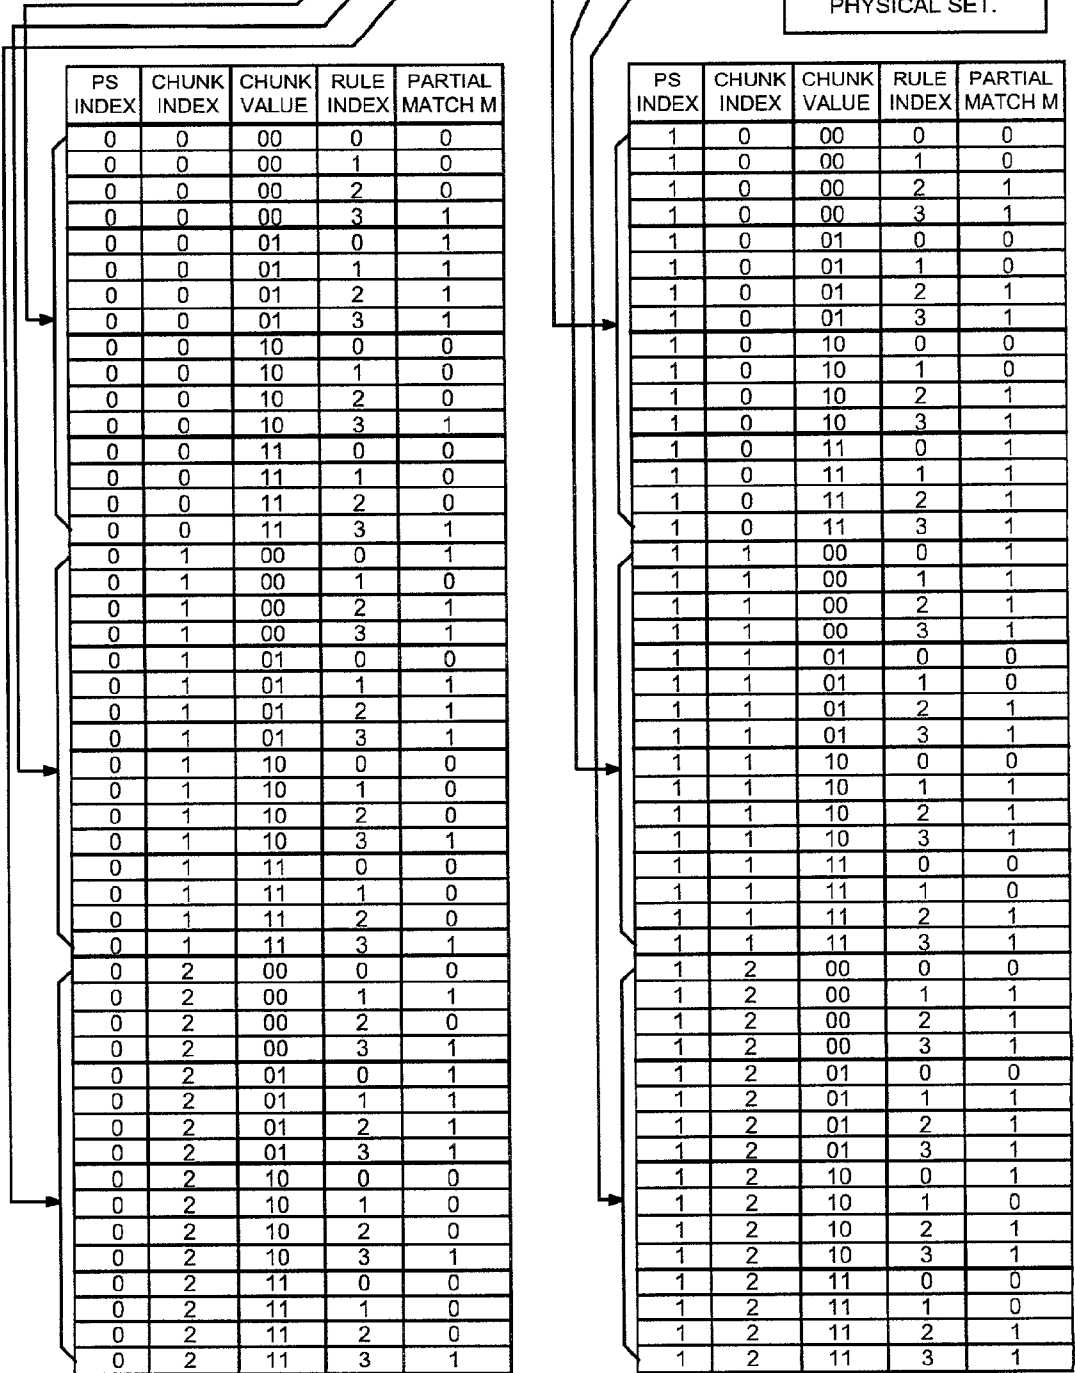 PHYSICAL SET.
PS INDEX CHUNK INDEX CHUNK VALUE RULE INDEX PARTIAL MATCH M
0 0 00 0 0
0 0 00 1 0
0 0 00 2 0
0 0 00 3 1
0 0 01 0 1
0 0 01 1 1
0 0 01 2 1
0 0 01 3 1
0 0 10 0 0
0 0 10 1 0
0 0 10 2 0
0 0 10 3 1
0 0 11 0 0
0 0 11 1 0
0 0 11 2 0
0 0 11 3 1
0 1 00 0 1
0 1 00 1 0
0 1 00 2 1
0 1 00 3 1
0 1 01 0 0
0 1 01 1 1
0 1 01 2 1
0 1 01 3 1
0 1 10 0 0
0 1 10 1 0
0 1 10 2 0
0 1 10 3 1
0 1 11 0 0
0 1 11 1 0
0 1 11 2 0
0 1 11 3 1
0 2 00 0 0
0 2 00 1 1
0 2 00 2 0
0 2 00 3 1
0 2 01 0 1
0 2 01 1 1
0 2 01 2 1
0 2 01 3 1
0 2 10 0 0
0 2 10 1 0
0 2 10 2 0
0 2 10 3 1
0 2 11 0 0
0 2 11 1 0
0 2 11 2 0
0 2 11 3 1
PS INDEX CHUNK INDEX CHUNK VALUE RULE INDEX PARTIAL MATCH M
1 0 00 0 0
1 0 00 1 0
1 0 00 2 1
1 0 00 3 1
1 0 01 0 0
1 0 01 1 0
1 0 01 2 1
1 0 01 3 1
1 0 10 0 0
1 0 10 1 0
1 0 10 2 1
1 0 10 3 1
1 0 11 0 1
1 0 11 1 1
1 0 11 2 1
1 0 11 3 1
1 1 00 0 1
1 1 00 1 1
1 1 00 2 1
1 1 00 3 1
1 1 01 0 0
1 1 01 1 0
1 1 01 2 1
1 1 01 3 1
1 1 10 0 0
1 1 10 1 1
1 1 10 2 1
1 1 10 3 1
1 1 11 0 0
1 1 11 1 0
1 1 11 2 1
1 1 11 3 1
1 2 00 0 0
1 2 00 1 1
1 2 00 2 1
1 2 00 3 1
1 2 01 0 0
1 2 01 1 1
1 2 01 2 1
1 2 01 3 1
1 2 10 0 1
1 2 10 1 0
1 2 10 2 1
1 2 10 3 1
1 2 11 0 0
1 2 11 1 0
1 2 11 2 1
1 2 11 3 1